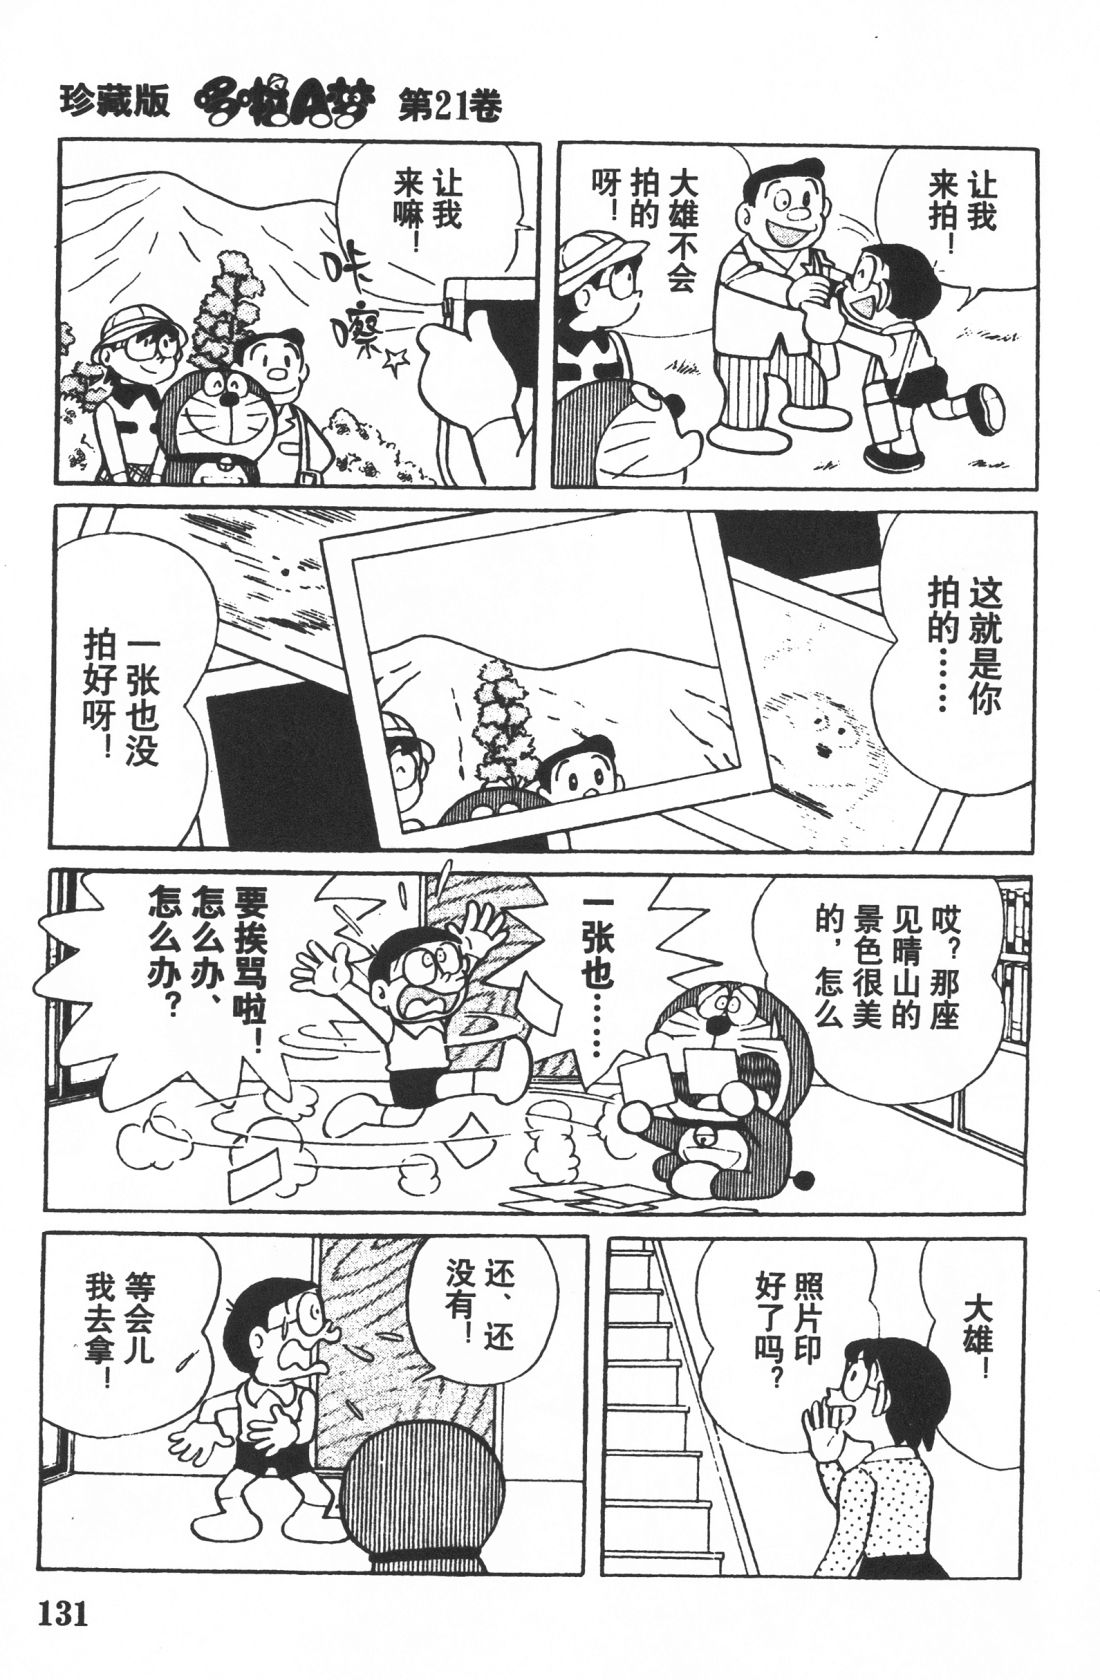 珍藏版 哆啦A梦 第21卷
让我
来拍！
大雄不会
拍的
呀！
让我
来嘛！
咔
嚓
这就是你
拍的……
一张也没
拍好呀！
哎？那座
见晴山的
景色很美
的，怎么
一张也……
要挨骂啦！
怎么办、
怎么办？
大雄！
照片印
好了吗？
还、还
没有！
等会儿
我去拿！
131